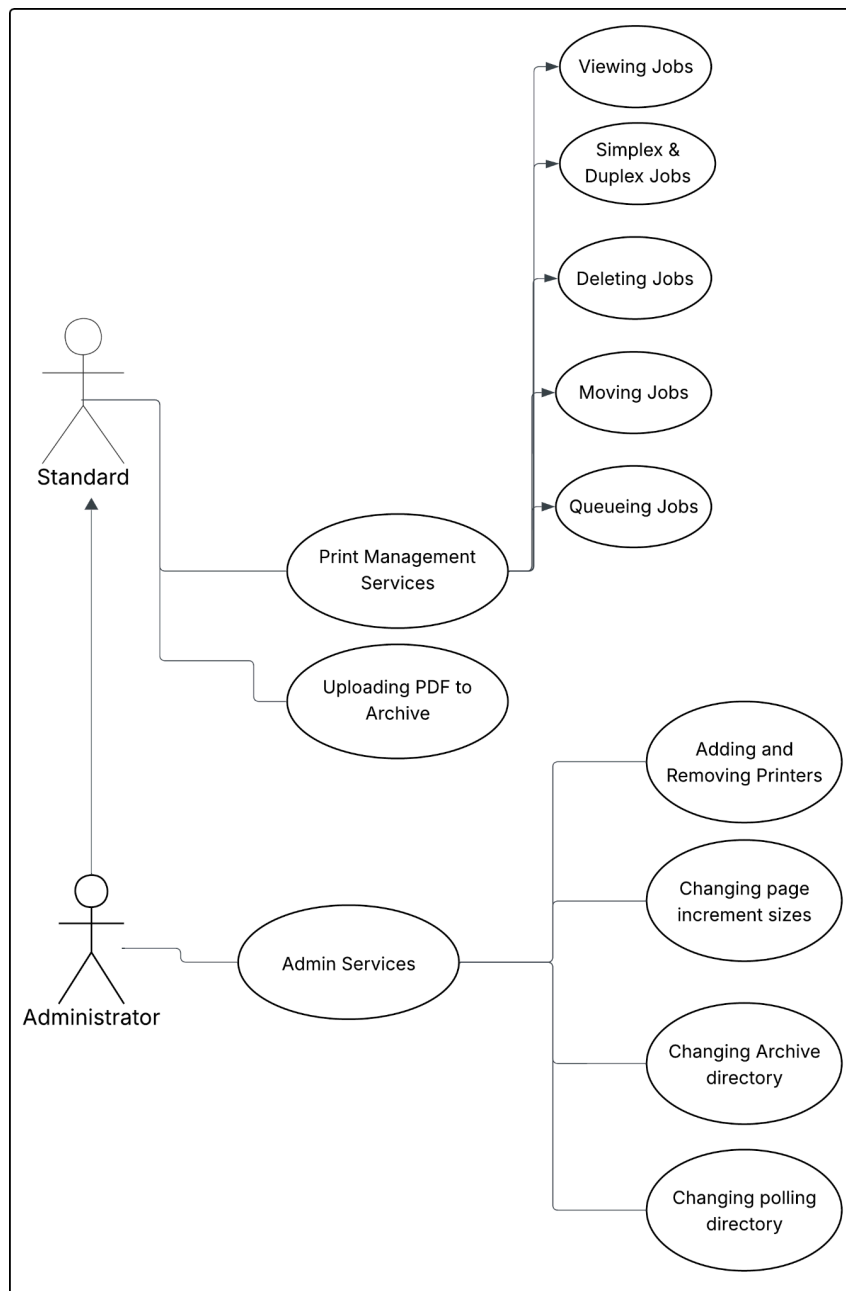 Viewing Jobs
Simplex &
Duplex Jobs
Deleting Jobs
Moving Jobs
Standard
Queueing Jobs
Print Management
Services
Uploading PDF to
Archive
Adding and
Removing Printers
Changing page
increment sizes
Admin Services
Administrator
Changing Archive
directory
Changing polling
directory